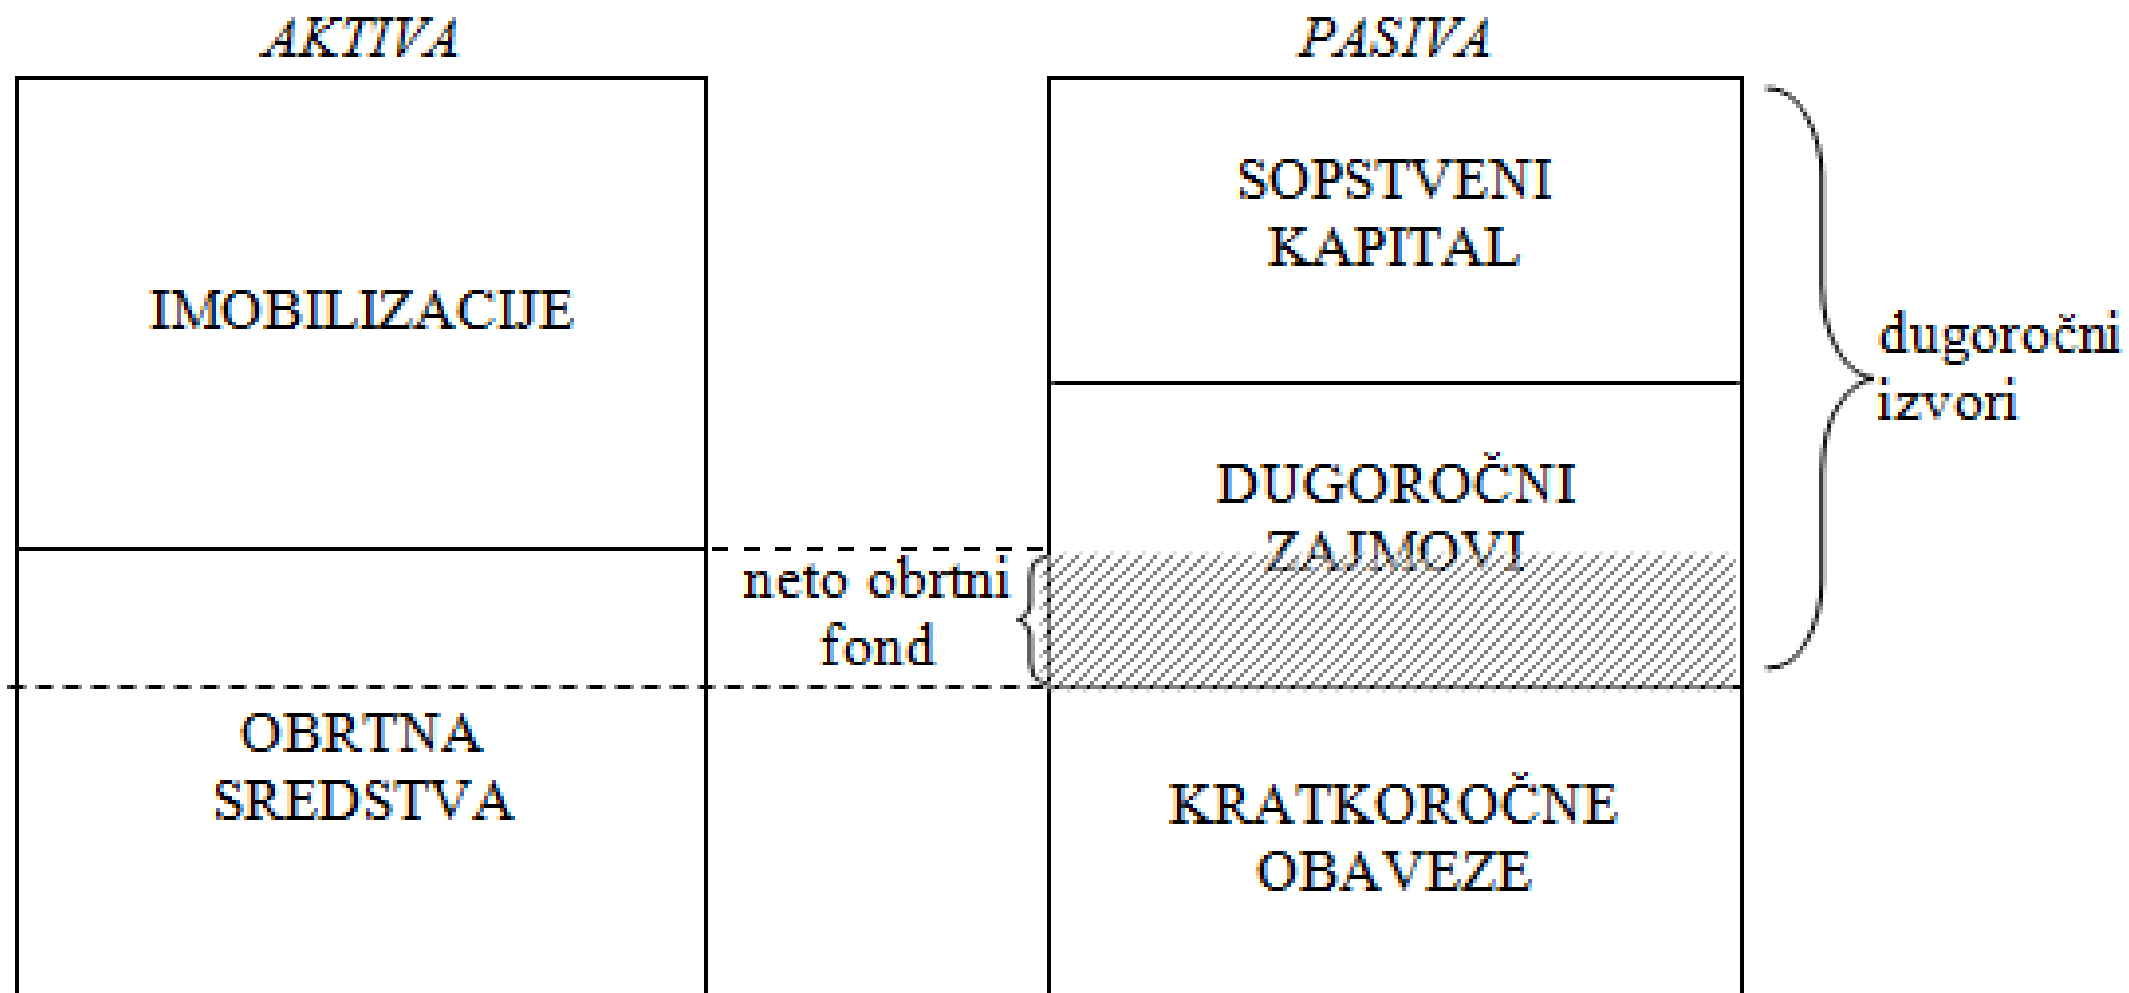 AKTIVA
PASIVA
IMOBILIZACIJE
OBRTNA
SREDSTVA
neto obrtni
fond
SOPSTVENI
KAPITAL
DUGOROČNI
ZAJMOVI
KRATKOROČNE
OBAVEZE
dugoročni
izvori